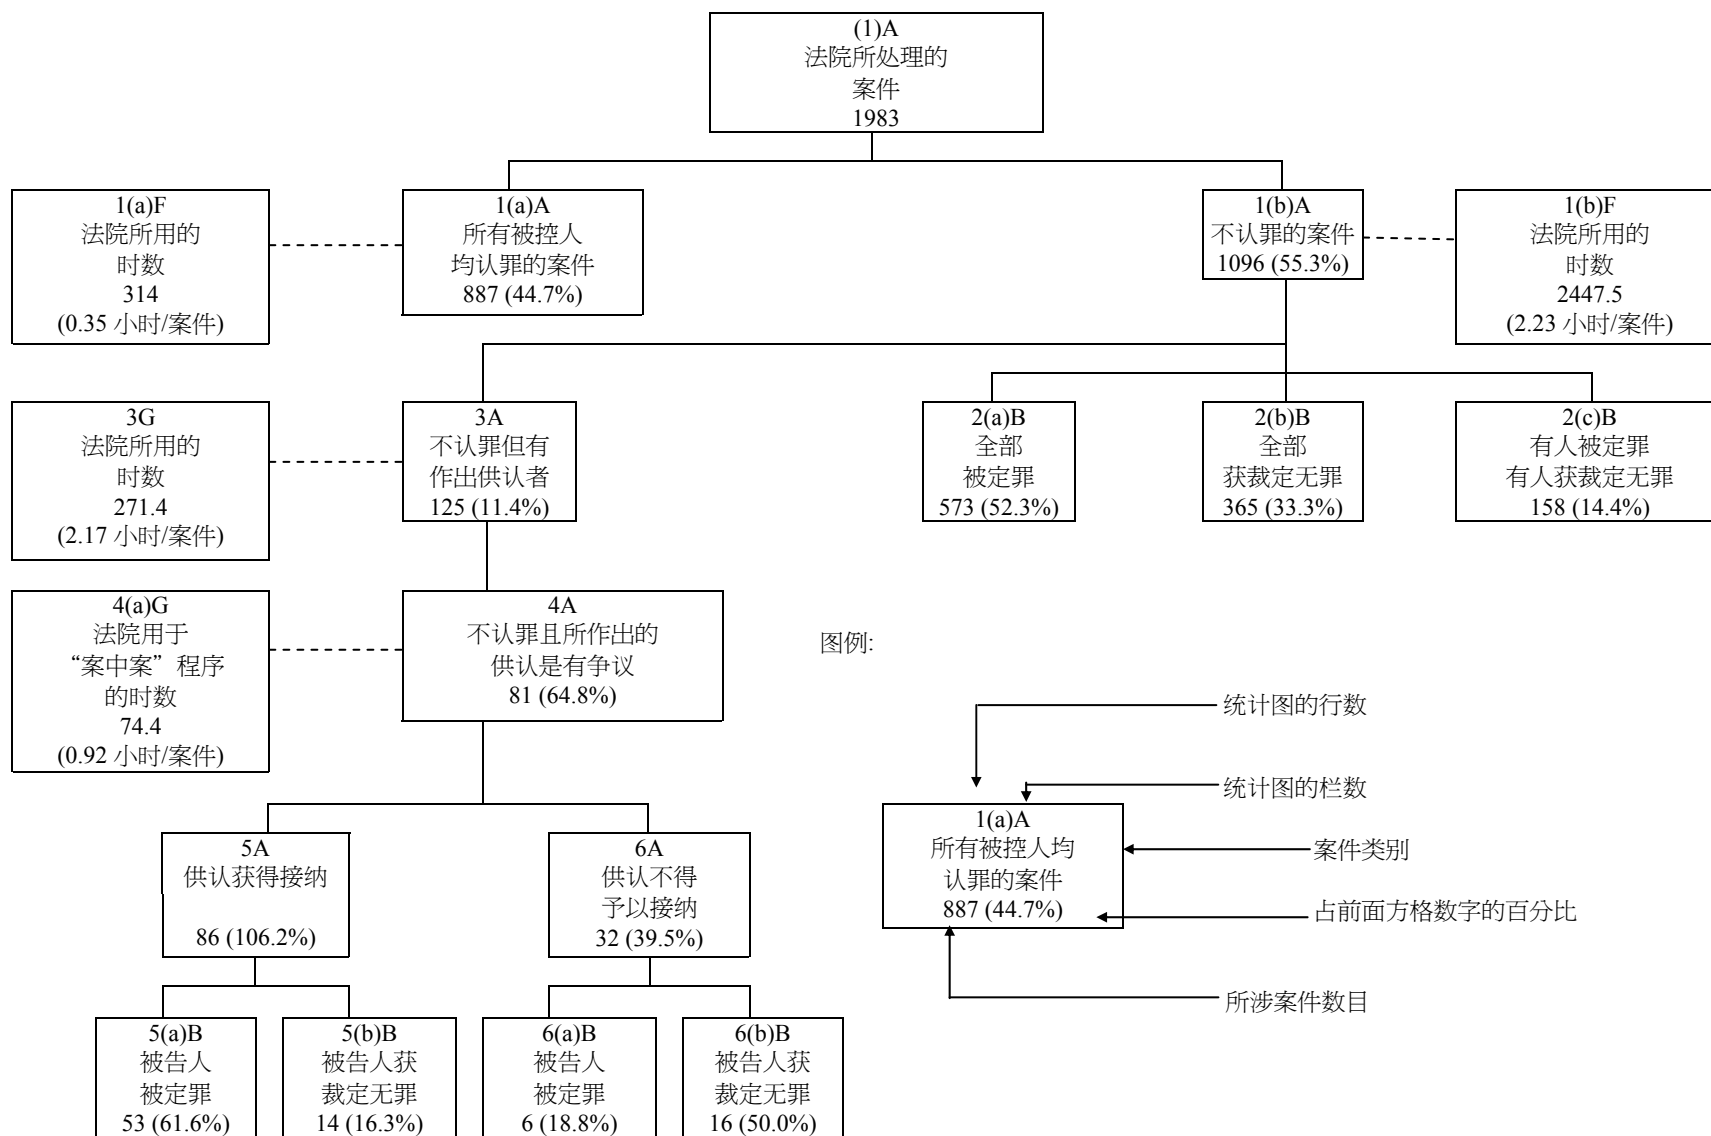 (1)A
法院所处理的
案件
1983
1(a)F
法院所用的
时数
314
(0.35 小时/案件)
1(a)A
所有被控人
均认罪的案件
887 (44.7%)
1(b)A
不认罪的案件
1096 (55.3%)
1(b)F
法院所用的
时数
2447.5
(2.23 小时/案件)
3G
法院所用的
时数
271.4
(2.17 小时/案件)
3A
不认罪但有
作出供认者
125 (11.4%)
2(a)B
全部
被定罪
573 (52.3%)
2(b)B
全部
获裁定无罪
365 (33.3%)
2(c)B
有人被定罪
有人获裁定无罪
158 (14.4%)
4(a)G
法院用于
“案中案”程序
的时数
74.4
(0.92 小时/案件)
4A
不认罪且所作出的
供认是有争议
81 (64.8%)
图例:
统计图的行数
统计图的栏数
1(a)A
所有被控人均
认罪的案件
887 (44.7%)
案件类别
占前面方格数字的百分比
所涉案件数目
5A
供认获得接纳
86 (106.2%)
6A
供认不得
予以接纳
32 (39.5%)
5(a)B
被告人
被定罪
53 (61.6%)
5(b)B
被告人获
裁定无罪
14 (16.3%)
6(a)B
被告人
被定罪
6 (18.8%)
6(b)B
被告人获
裁定无罪
16 (50.0%)